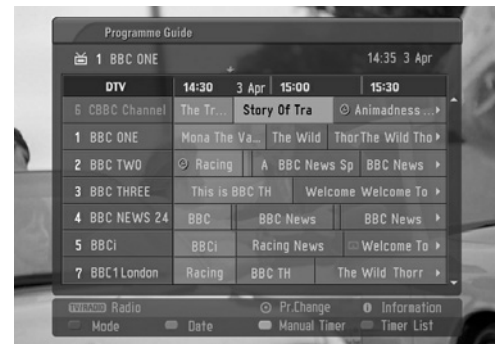 Programme Guide
1 BBC ONE 14:35 3 Apr
DTV 14:30 3 Apr 15:00 15:30
6 CBBC Channel The Tr... Story Of Tra Animadness ...
1 BBC ONE Mona The Va... The Wild ThorThe Wild Tho
2 BBC TWO Racing A BBC News Sp BBC News
3 BBC THREE This is BBC TH Welcome Welcome To
4 BBC NEWS 24 BBC BBC News BBC News
5 BBCi BBCi Racing News Welcome To
7 BBC1London Racing BBC TH The Wild Thorr
TV/RADIO Radio Pr.Change Information
Mode Date Manual Timer Timer List